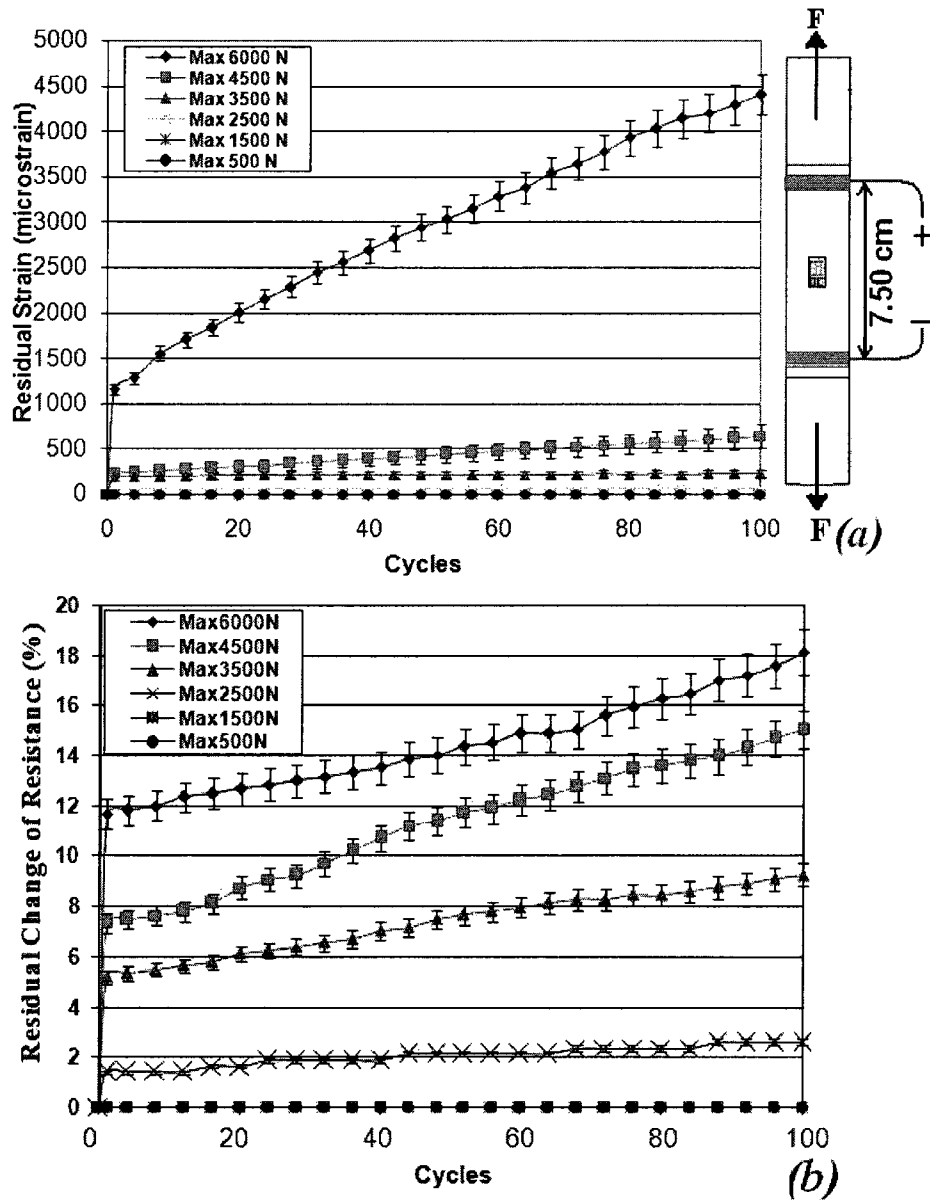 5000
4500
4000
3500
3000
2500
2000
1500
1000
500
0
Residual Strain (microstrain)
Max 6000 N
Max 4500 N
Max 3500 N
Max 2500 N
Max 1500 N
Max 500 N
0 20 40 60 80 100
Cycles
F
7.50 cm
+
–
F (a)
20
18
16
14
12
10
8
6
4
2
0
Residual Change of Resistance (%)
Max6000N
Max4500N
Max3500N
Max2500N
Max1500N
Max500N
0 20 40 60 80 100
Cycles
(b)